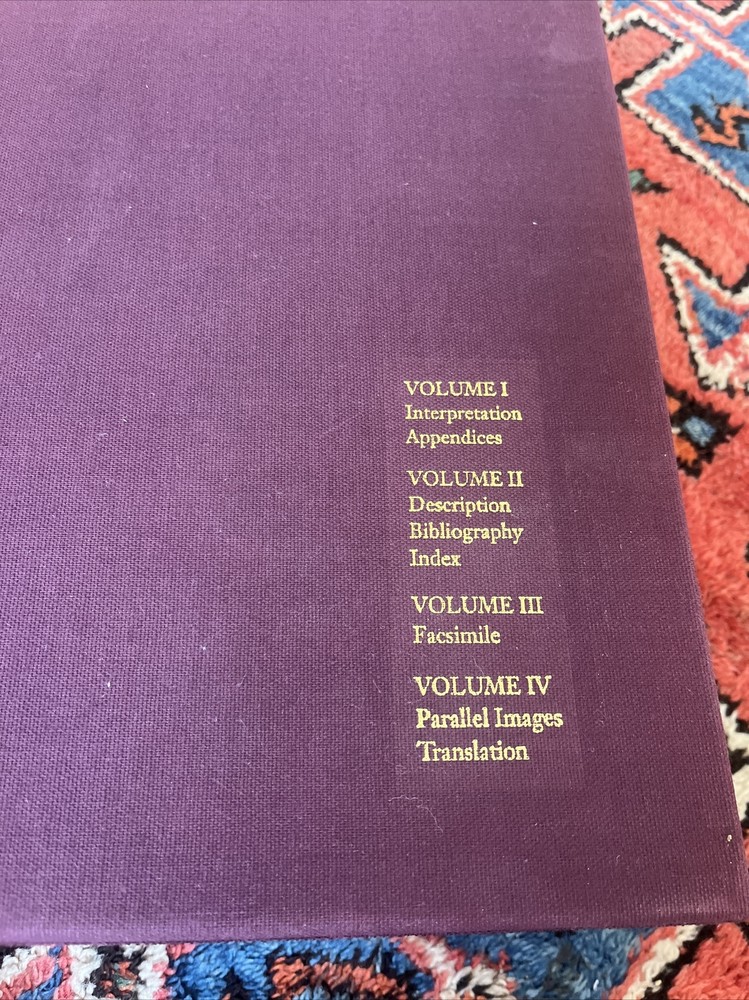 VOLUME I
Interpretation
Appendices
VOLUME II
Description
Bibliography
Index
VOLUME III
Facsimile
VOLUME IV
Parallel Images
Translation